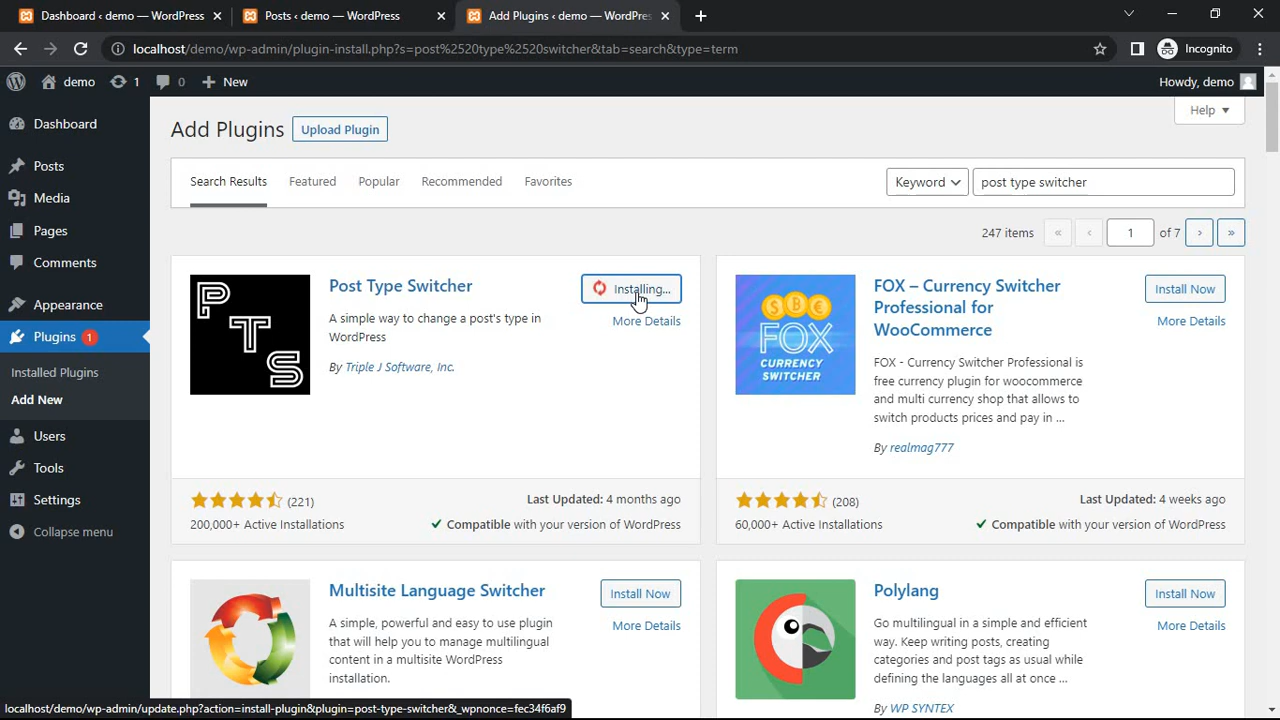 Dashboard ‹ demo — WordPress
Posts ‹ demo — WordPress
Add Plugins ‹ demo — WordPres
localhost/demo/wp-admin/plugin-install.php?s=post%2520type%2520switcher&tab=search&type=term
Incognito
demo
1
0
New
Howdy, demo
Dashboard
Posts
Media
Pages
Comments
Appearance
Plugins 1
Installed Plugins
Add New
Users
Tools
Settings
Collapse menu
Help
Add Plugins
Upload Plugin
Search Results
Featured
Popular
Recommended
Favorites
Keyword
post type switcher
247 items
«
‹
1
of 7
›
»
PTS
Post Type Switcher
Installing...
More Details
A simple way to change a post's type in
WordPress
By Triple J Software, Inc.
(221)
Last Updated: 4 months ago
200,000+ Active Installations
Compatible with your version of WordPress
FOX
CURRENCY
SWITCHER
FOX – Currency Switcher
Professional for
WooCommerce
Install Now
More Details
FOX - Currency Switcher Professional is
free currency plugin for woocommerce
and multi currency shop that allows to
switch products prices and pay in ...
By realmag777
(208)
Last Updated: 4 weeks ago
60,000+ Active Installations
Compatible with your version of WordPress
Multisite Language Switcher
Install Now
More Details
A simple, powerful and easy to use plugin
that will help you to manage multilingual
content in a multisite WordPress
installation.
Polylang
Install Now
More Details
Go multilingual in a simple and efficient
way. Keep writing posts, creating
categories and post tags as usual while
defining the languages all at once ...
By WP SYNTEX
localhost/demo/wp-admin/update.php?action=install-plugin&plugin=post-type-switcher&_wpnonce=fec34f6af9